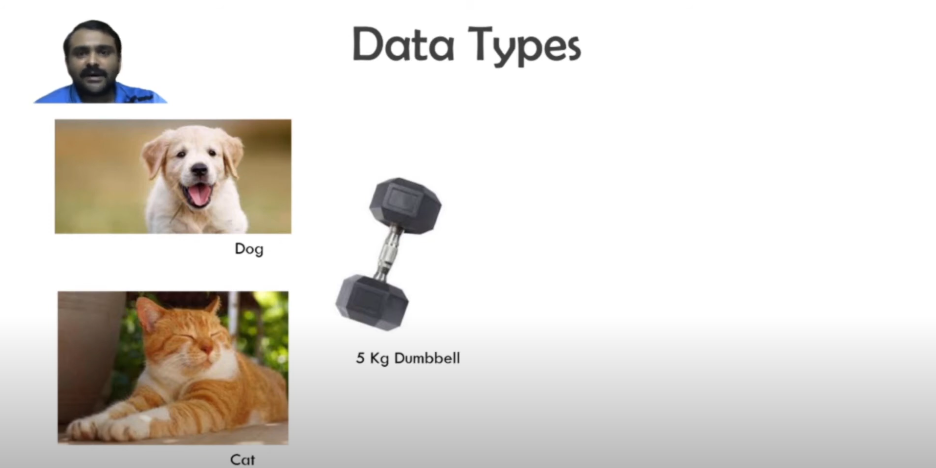 Data Types
Dog
5 Kg Dumbbell
Cat